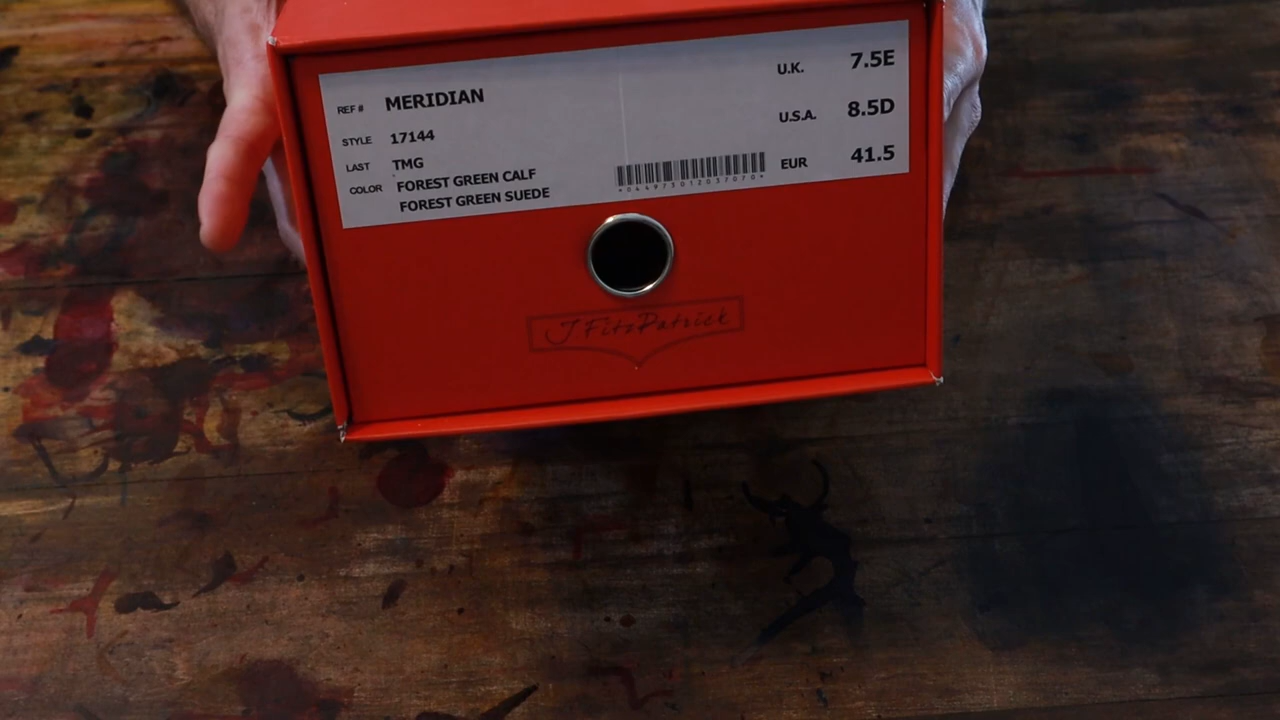 REF # MERIDIAN
STYLE 17144
LAST TMG
COLOR FOREST GREEN CALF
FOREST GREEN SUEDE
U.K. 7.5E
U.S.A. 8.5D
EUR 41.5
J FitzPatrick